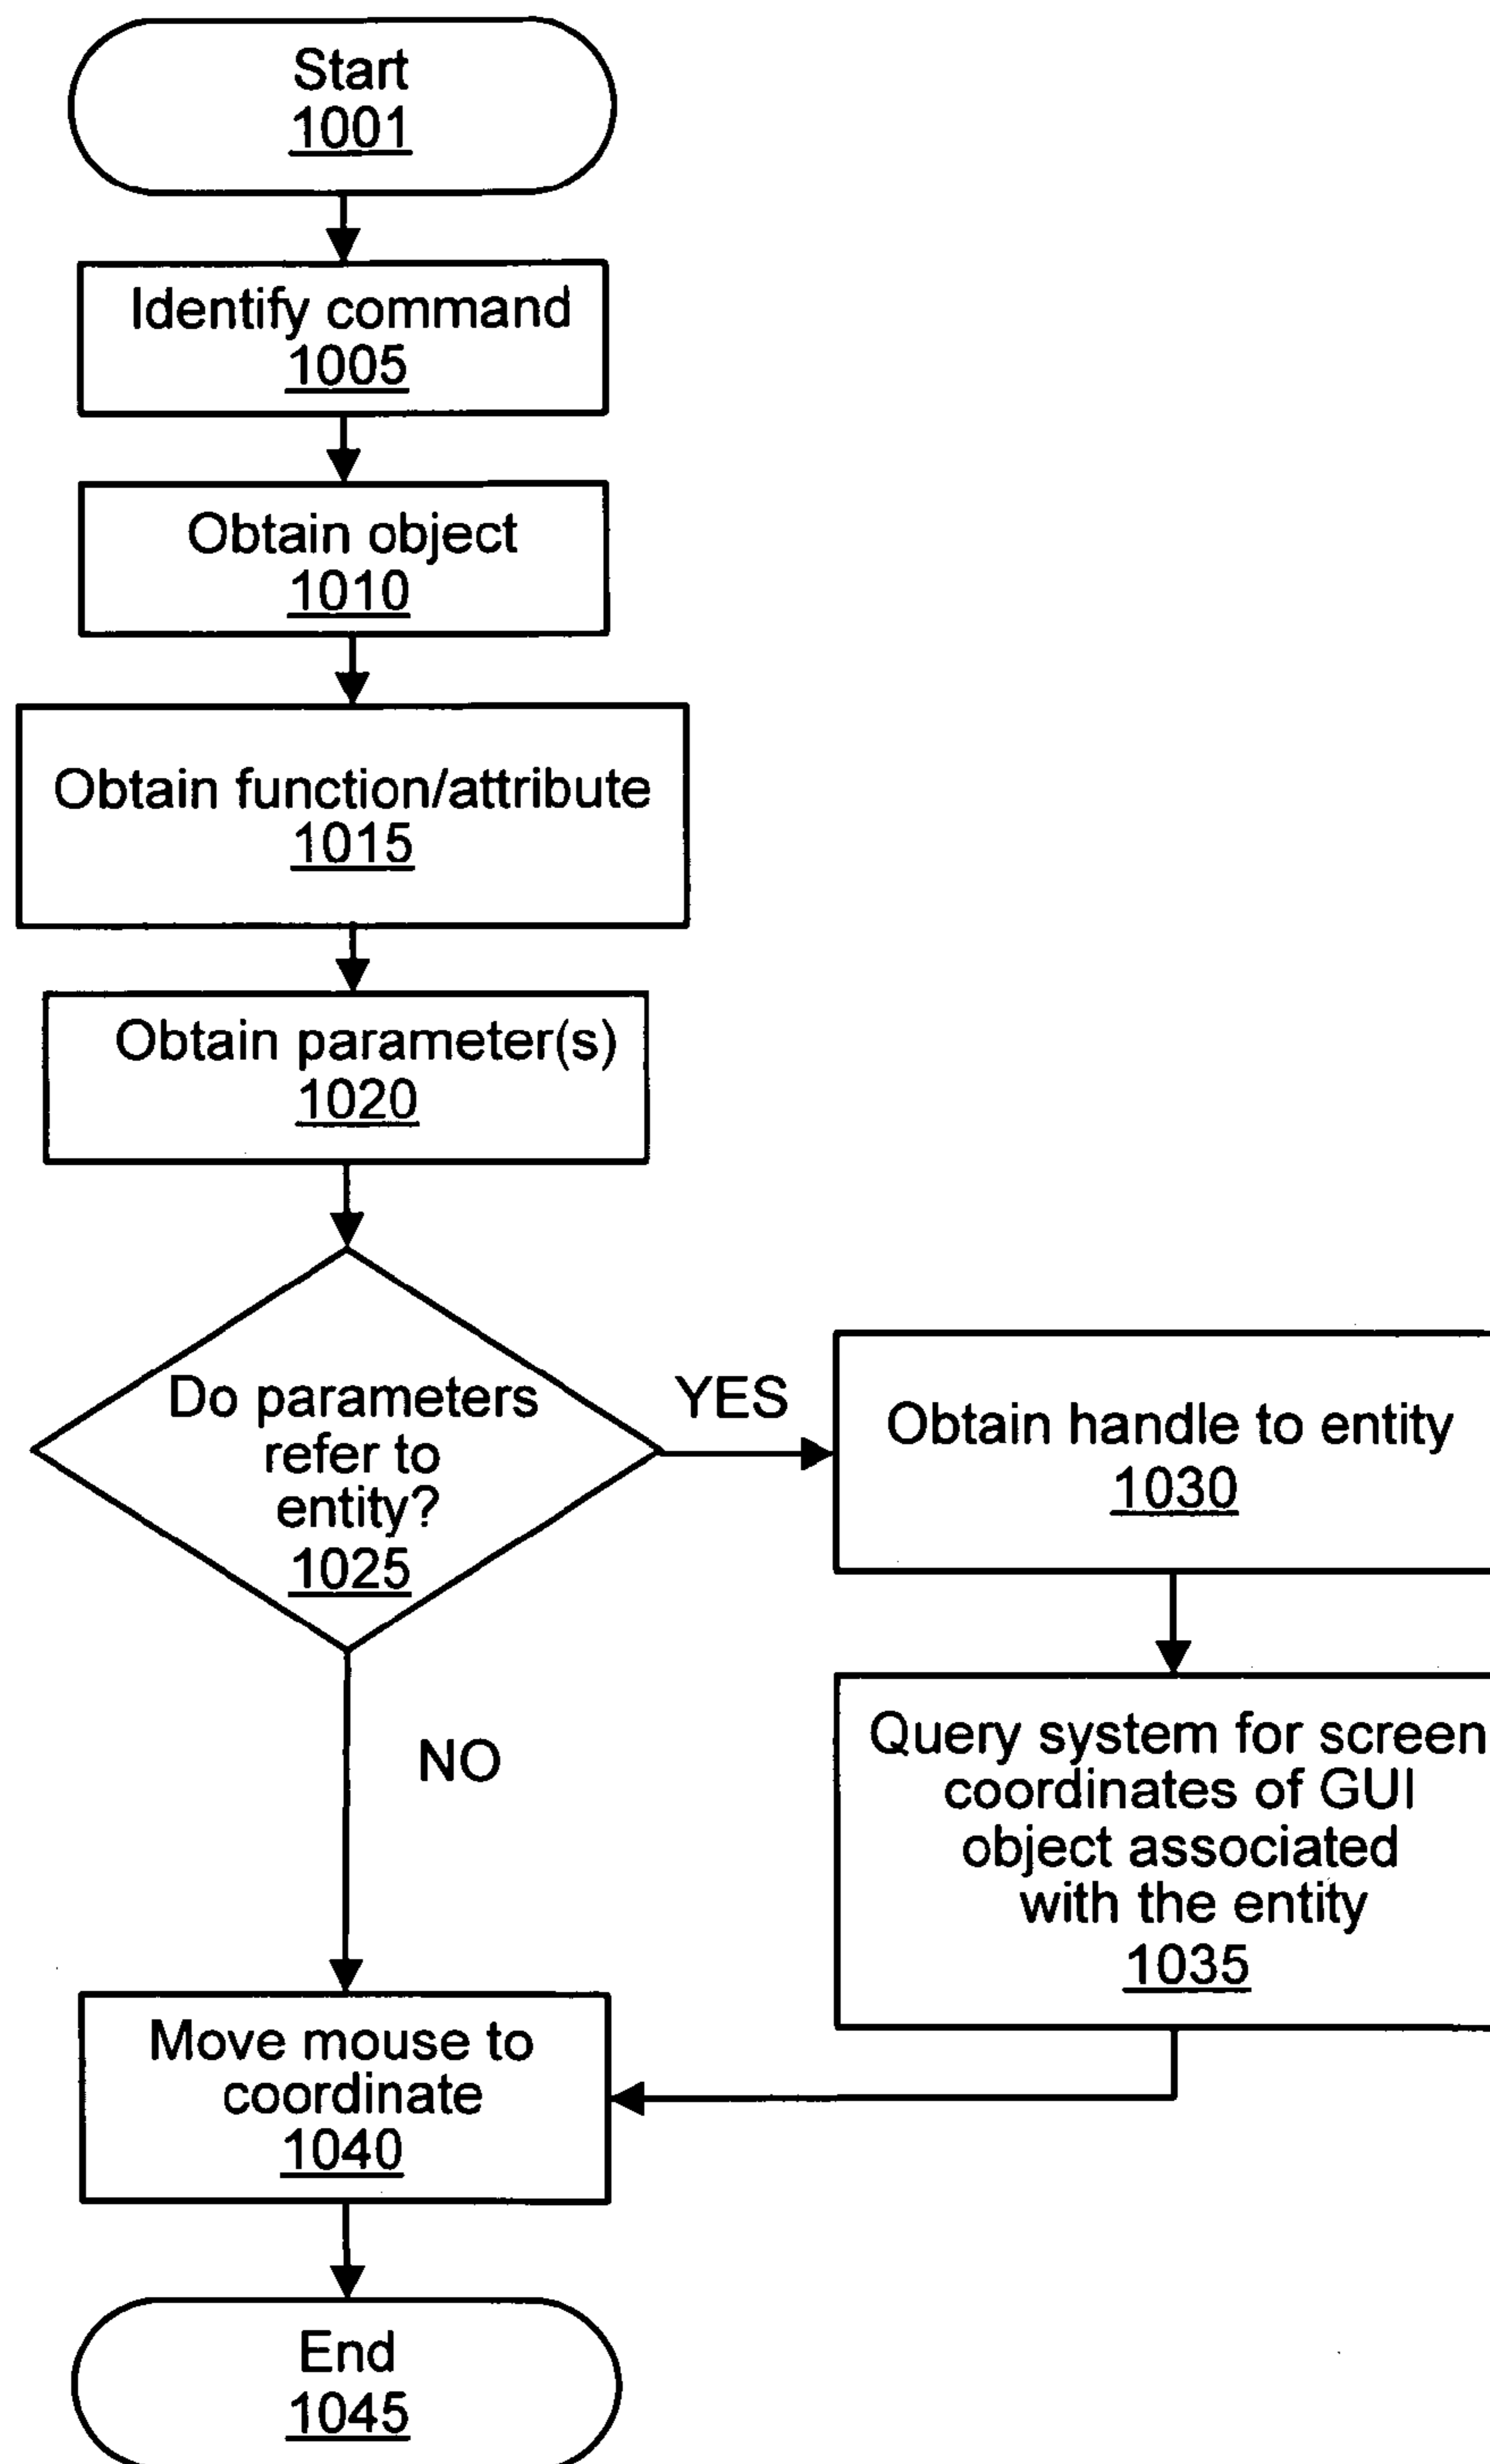 Start
1001
Identify command
1005
Obtain object
1010
Obtain function/attribute
1015
Obtain parameter(s)
1020
Do parameters
refer to
entity?
1025
YES
Obtain handle to entity
1030
NO
Query system for screen
coordinates of GUI
object associated
with the entity
1035
Move mouse to
coordinate
1040
End
1045